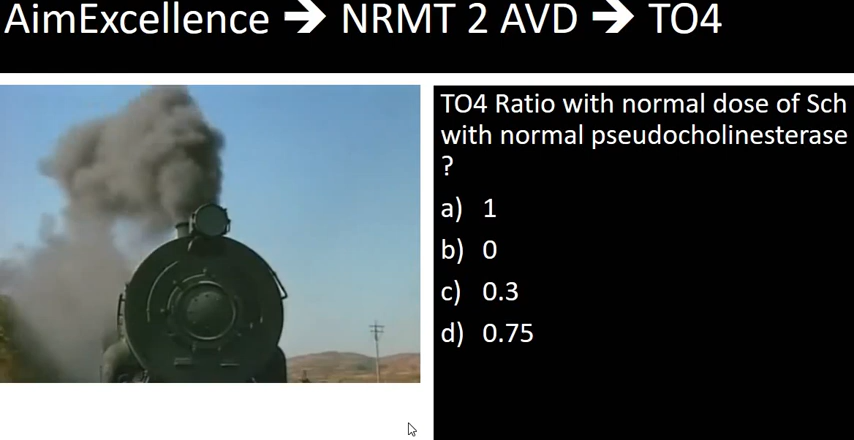 AimExcellence ➔ NRMT 2 AVD ➔ TO4
TO4 Ratio with normal dose of Sch
with normal pseudocholinesterase
?
a) 1
b) 0
c) 0.3
d) 0.75